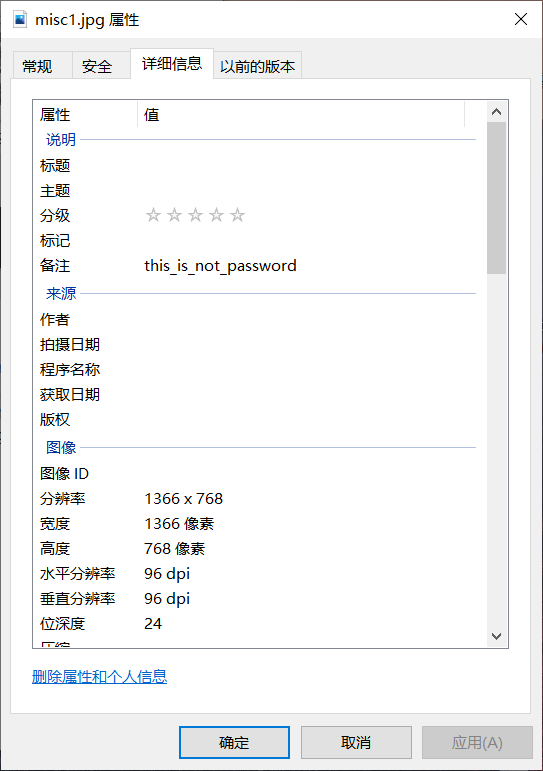 misc1.jpg 属性
常规 安全 详细信息 以前的版本
属性 值
说明
标题
主题
分级
标记
备注 this_is_not_password
来源
作者
拍摄日期
程序名称
获取日期
版权
图像
图像 ID
分辨率 1366 x 768
宽度 1366 像素
高度 768 像素
水平分辨率 96 dpi
垂直分辨率 96 dpi
位深度 24
删除属性和个人信息
确定 取消 应用(A)